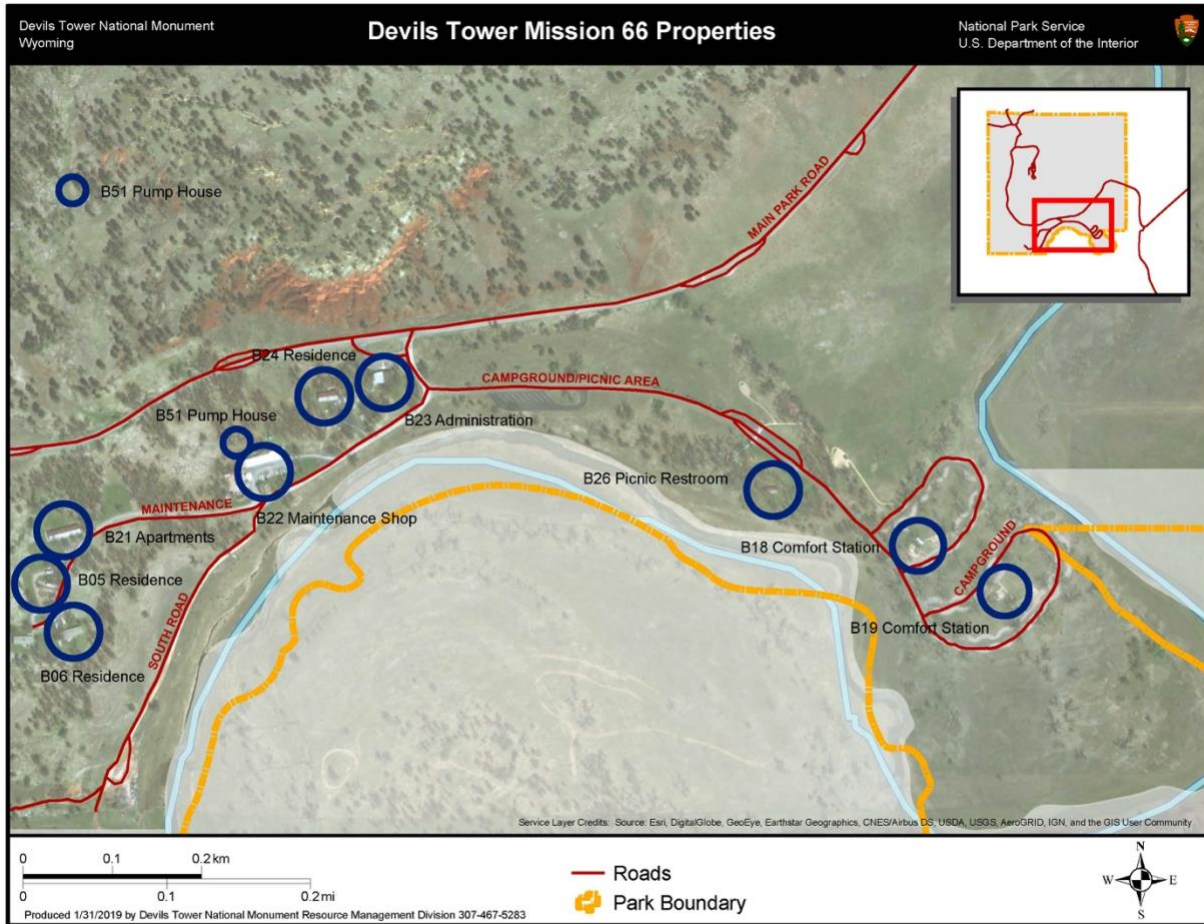 Devils Tower National Monument
Wyoming
Devils Tower Mission 66 Properties
National Park Service
U.S. Department of the Interior
B51 Pump House
MAIN PARK ROAD
B24 Residence
CAMPGROUND/PICNIC AREA
B51 Pump House
B23 Administration
B26 Picnic Restroom
MAINTENANCE
B22 Maintenance Shop
B21 Apartments
B18 Comfort Station
CAMPGROUND
B05 Residence
SOUTH ROAD
B19 Comfort Station
B06 Residence
Service Layer Credits: Source: Esri, DigitalGlobe, GeoEye, Earthstar Geographics, CNES/Airbus DS, USDA, USGS, AeroGRID, IGN, and the GIS User Community
0 0.1 0.2 km
0 0.1 0.2 mi
Produced 1/31/2019 by Devils Tower National Monument Resource Management Division 307-467-5283
Roads
Park Boundary
N
W E
S